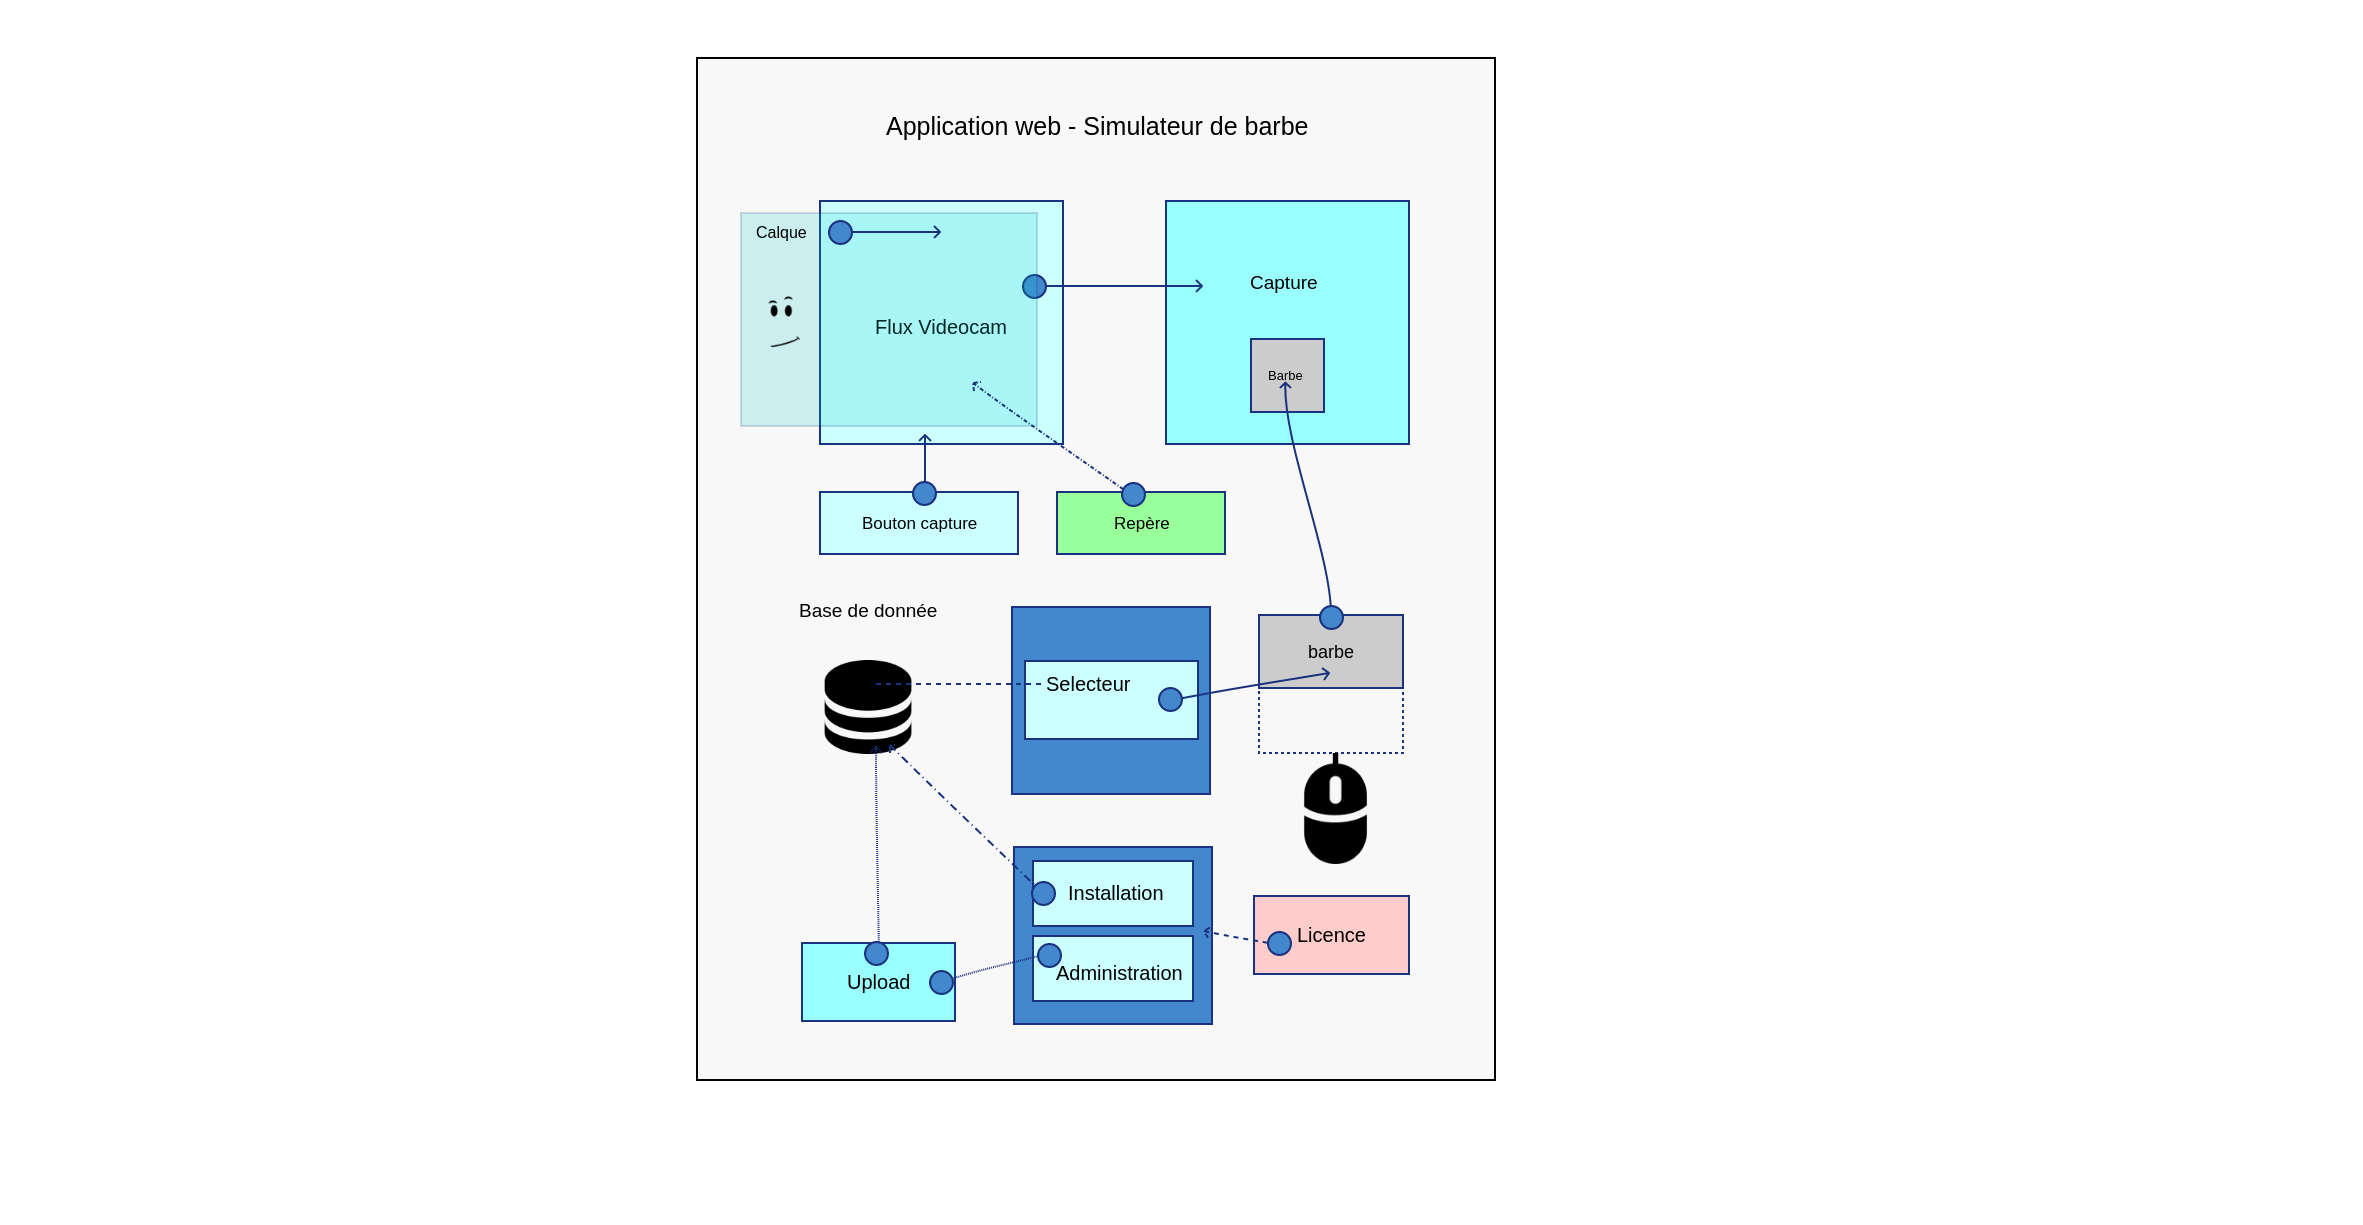 Application web - Simulateur de barbe
Calque
Flux Videocam
Capture
Barbe
Bouton capture
Repère
Base de donnée
Selecteur
barbe
Installation
Administration
Licence
Upload